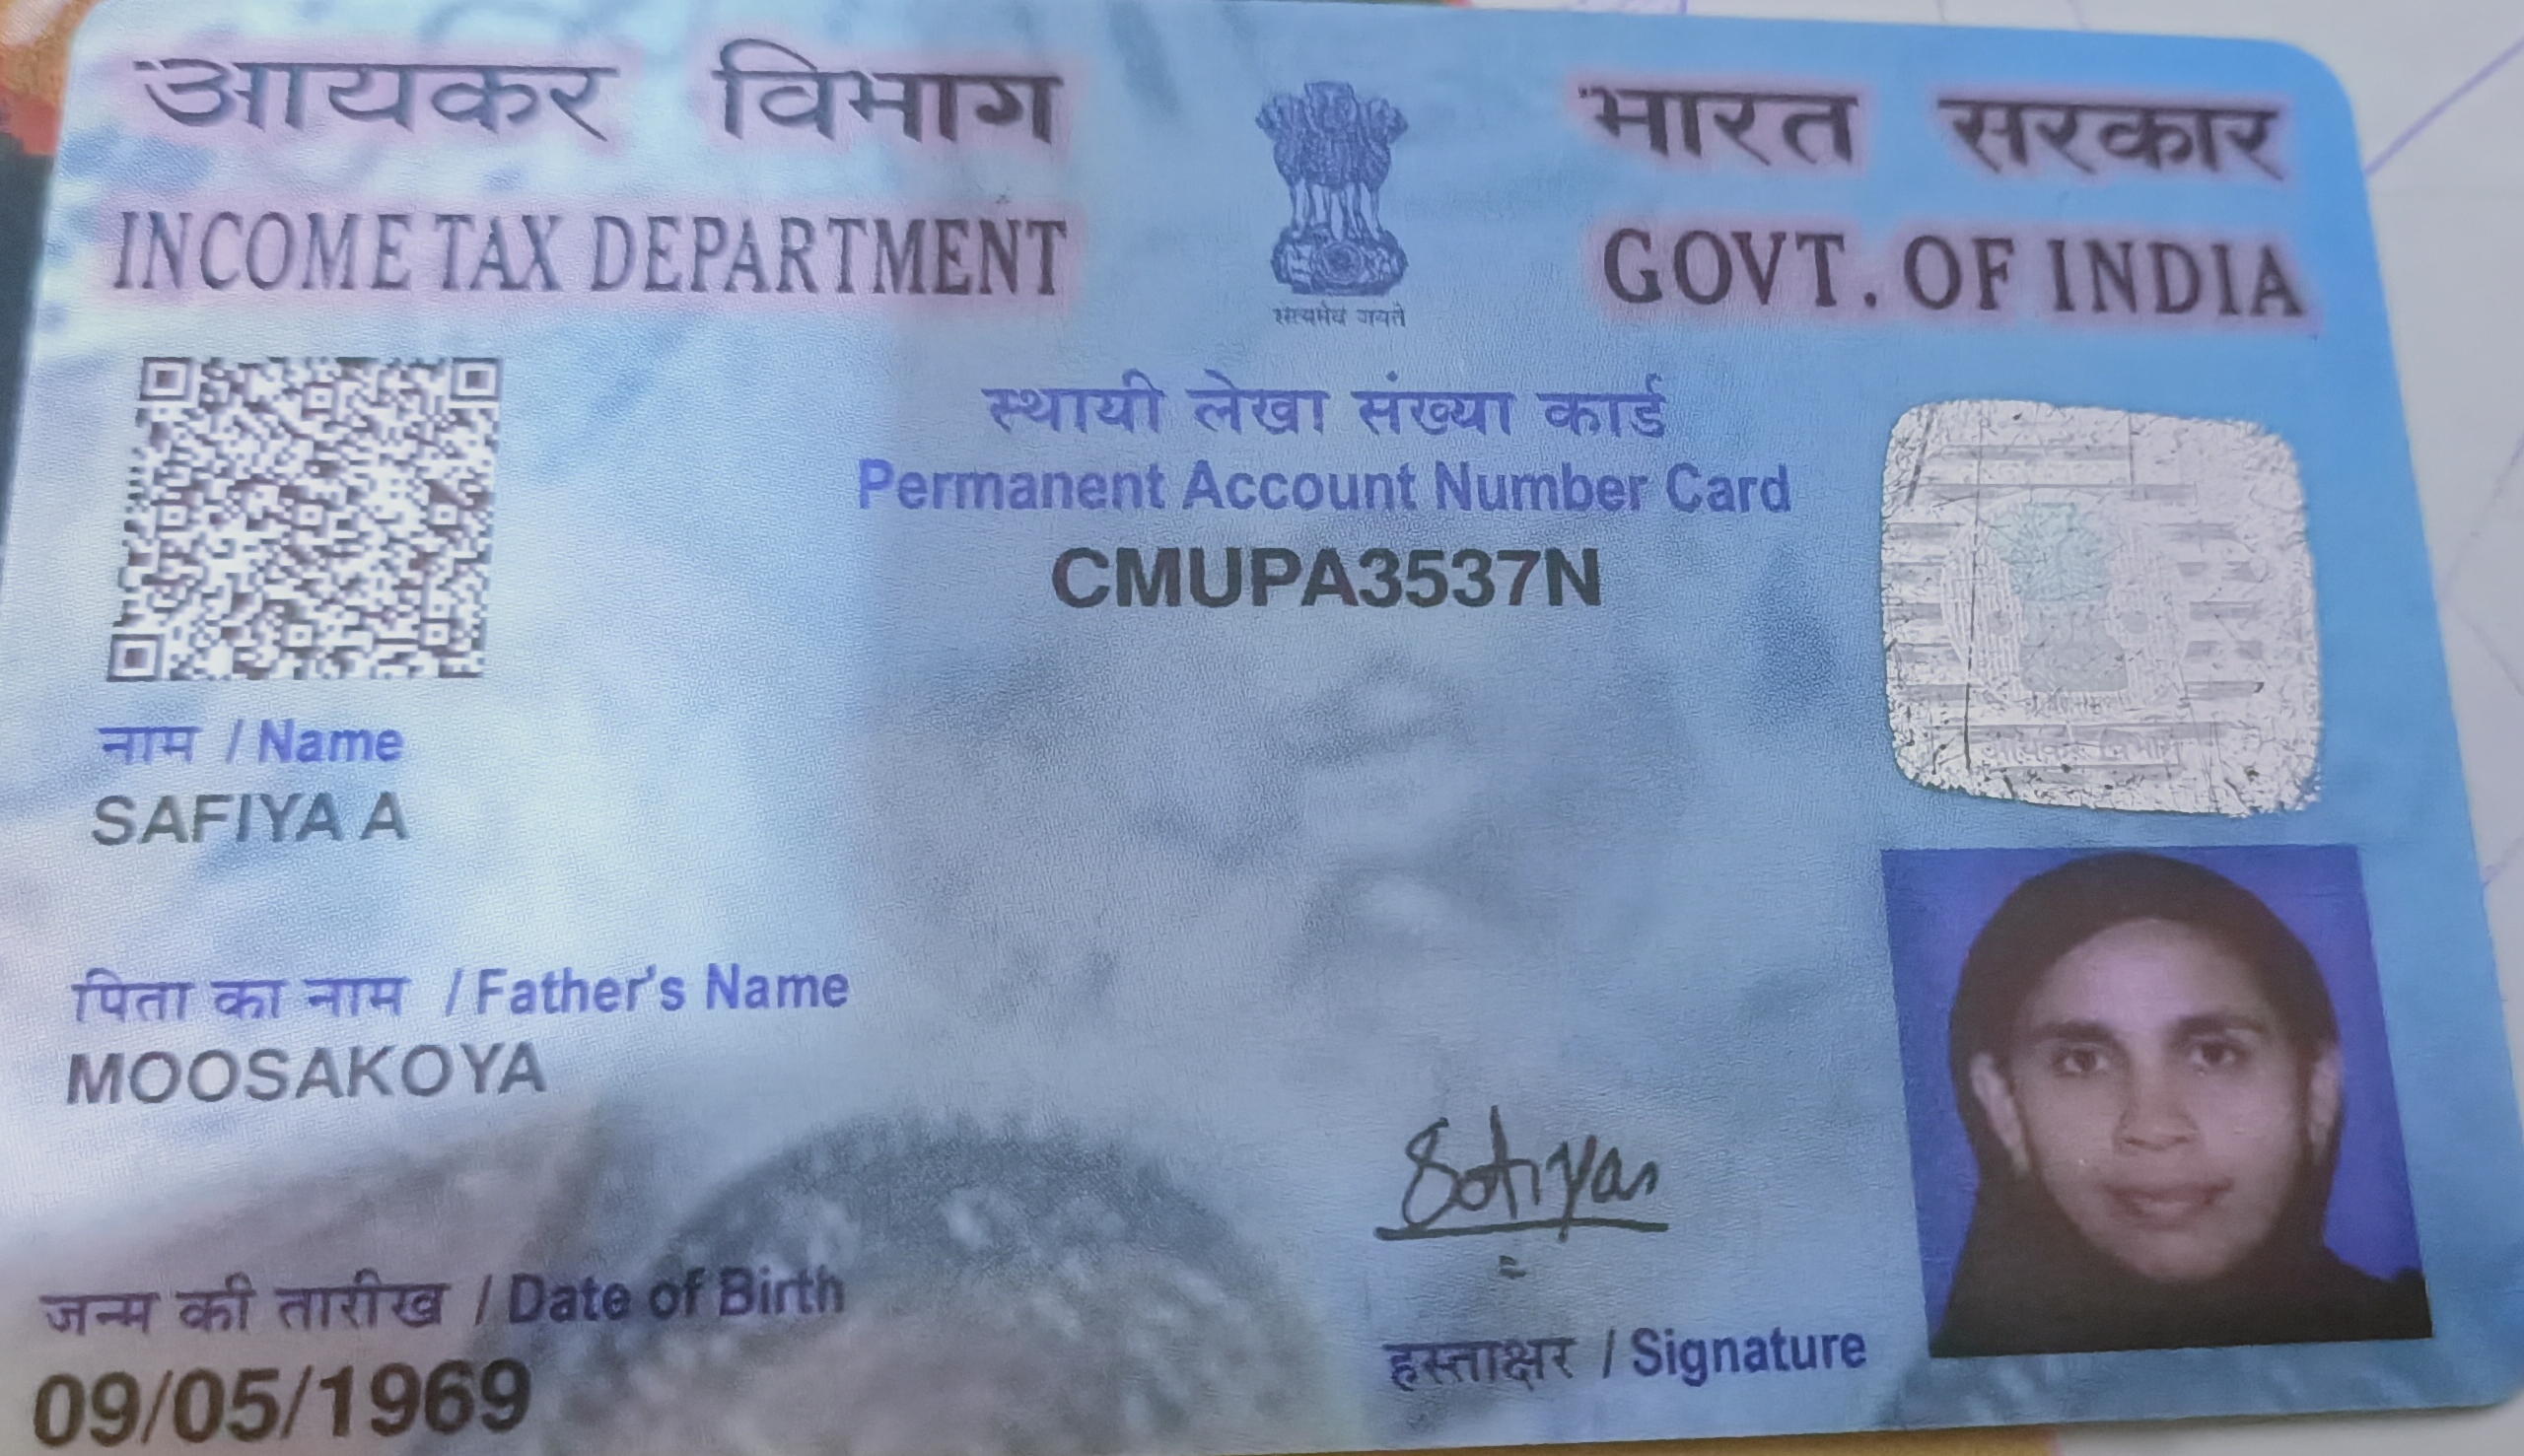 आयकर विभाग
INCOME TAX DEPARTMENT
सत्यमेव जयते
भारत सरकार
GOVT. OF INDIA
स्थायी लेखा संख्या कार्ड
Permanent Account Number Card
CMUPA3537N
नाम / Name
SAFIYA A
पिता का नाम / Father's Name
MOOSAKOYA
जन्म की तारीख / Date of Birth
09/05/1969
हस्ताक्षर / Signature